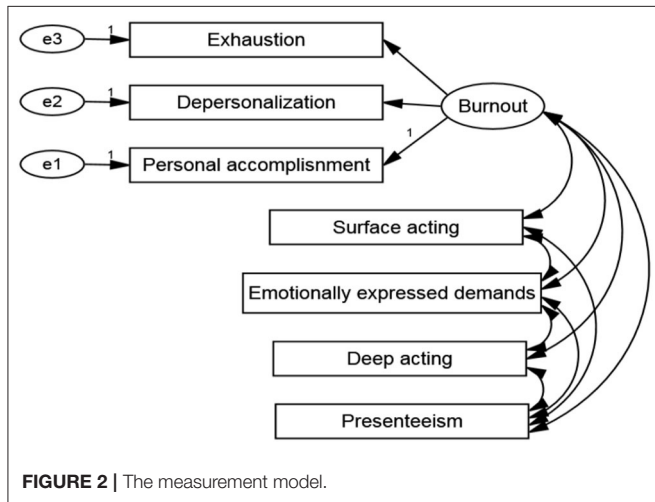 e3
1
Exhaustion
e2
1
Depersonalization
Burnout
1
e1
1
Personal accomplisnment
Surface acting
Emotionally expressed demands
Deep acting
Presenteeism
FIGURE 2 | The measurement model.